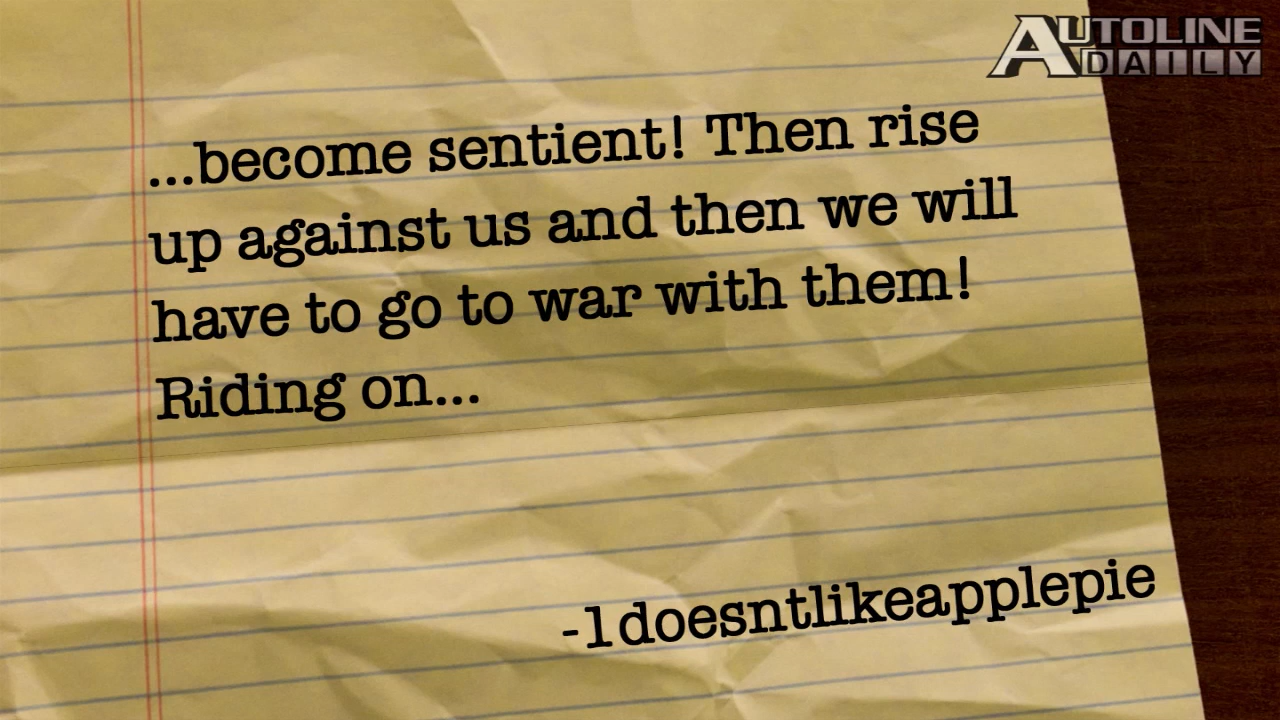 AUTOLINE
DAILY
...become sentient! Then rise
up against us and then we will
have to go to war with them!
Riding on...
-1doesntlikeapplepie